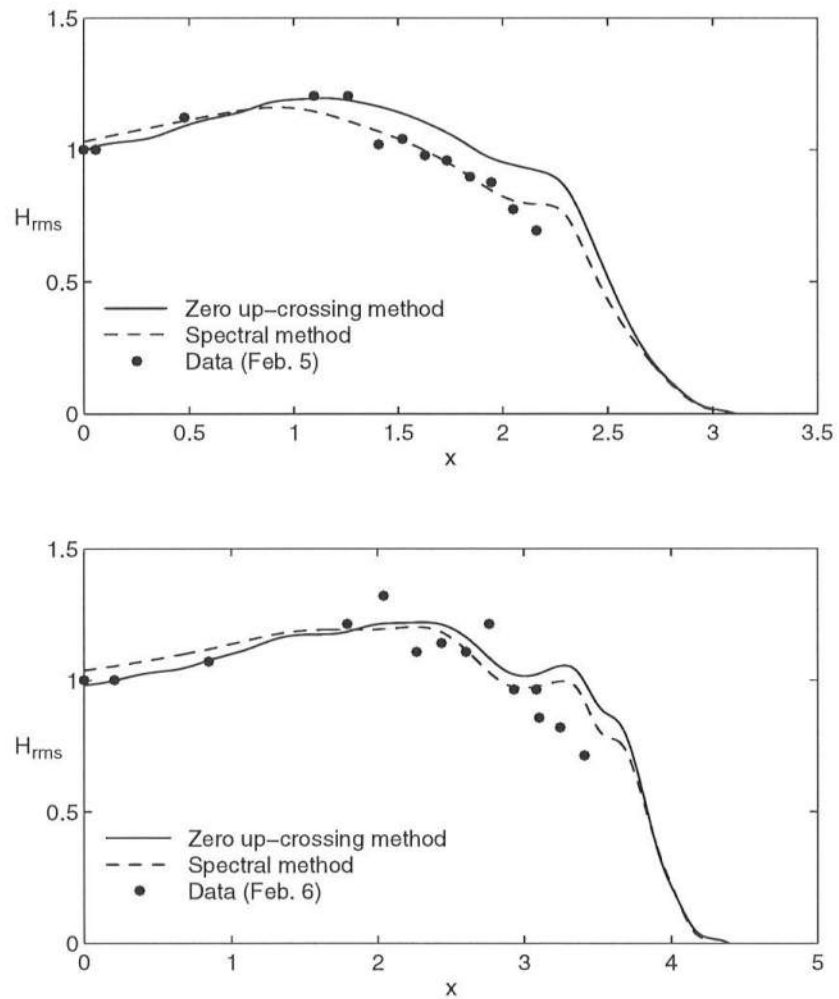 1.5
1
H_rms
0.5
Zero up-crossing method
Spectral method
Data (Feb. 5)
0
0 0.5 1 1.5 2 2.5 3 3.5
x
1.5
1
H_rms
0.5
Zero up-crossing method
Spectral method
Data (Feb. 6)
0
0 1 2 3 4 5
x